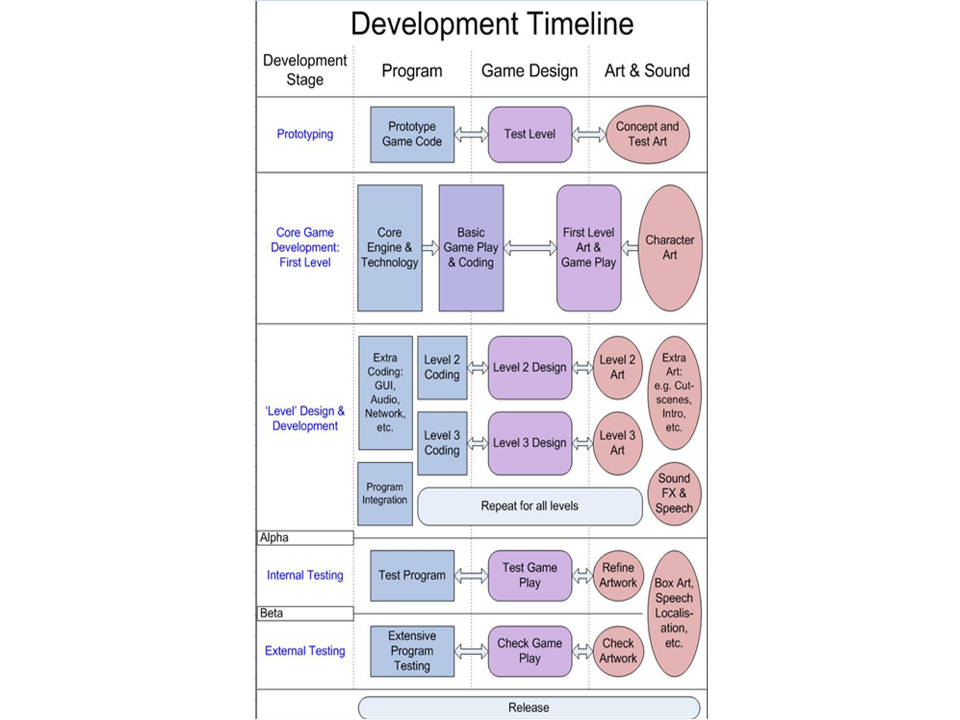 Development Timeline
Development
Stage
Program
Game Design
Art & Sound
Prototyping
Prototype
Game Code
Test Level
Concept and
Test Art
Core Game
Development:
First Level
Core
Engine &
Technology
Basic
Game Play
& Coding
First Level
Art &
Game Play
Character
Art
'Level' Design &
Development
Extra
Coding:
GUI,
Audio,
Network,
etc.
Level 2
Coding
Level 2 Design
Level 2
Art
Extra
Art:
e.g. Cut-
scenes,
Intro,
etc.
Level 3
Coding
Level 3 Design
Level 3
Art
Program
Integration
Repeat for all levels
Sound
FX &
Speech
Alpha
Internal Testing
Test Program
Test Game
Play
Refine
Artwork
Box Art,
Speech
Localis-
ation,
etc.
Beta
External Testing
Extensive
Program
Testing
Check Game
Play
Check
Artwork
Release